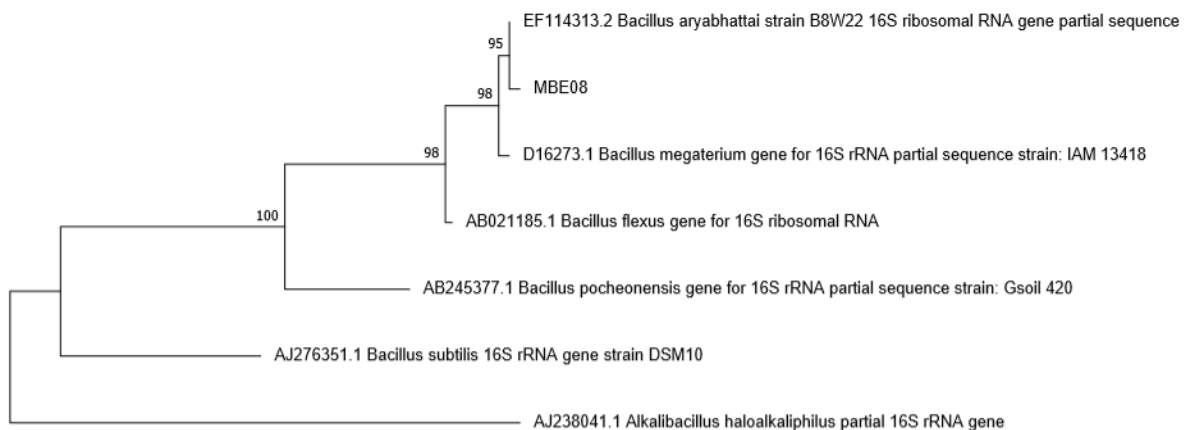 EF114313.2 Bacillus aryabhattai strain B8W22 16S ribosomal RNA gene partial sequence
95
MBE08
98
D16273.1 Bacillus megaterium gene for 16S rRNA partial sequence strain: IAM 13418
98
AB021185.1 Bacillus flexus gene for 16S ribosomal RNA
100
AB245377.1 Bacillus pocheonensis gene for 16S rRNA partial sequence strain: Gsoil 420
AJ276351.1 Bacillus subtilis 16S rRNA gene strain DSM10
AJ238041.1 Alkalibacillus haloalkaliphilus partial 16S rRNA gene